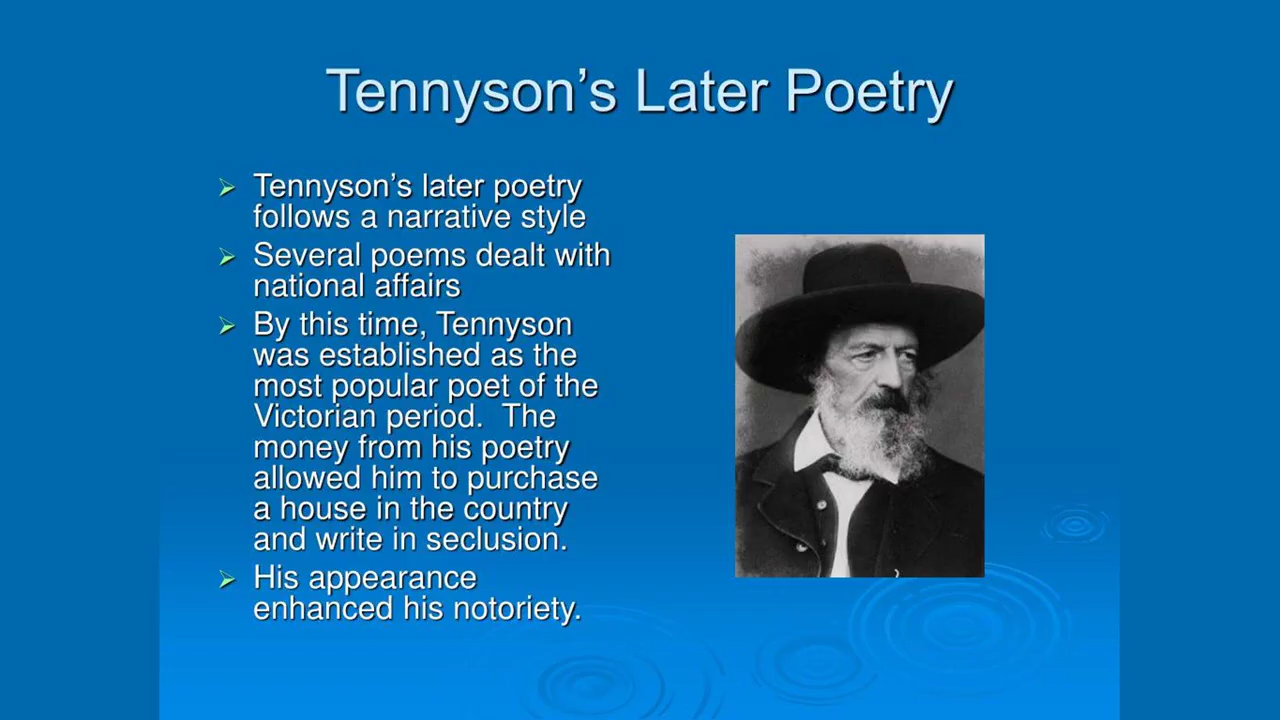 Tennyson’s Later Poetry
Tennyson’s later poetry
follows a narrative style
Several poems dealt with
national affairs
By this time, Tennyson
was established as the
most popular poet of the
Victorian period.  The
money from his poetry
allowed him to purchase
a house in the country
and write in seclusion.
His appearance
enhanced his notoriety.